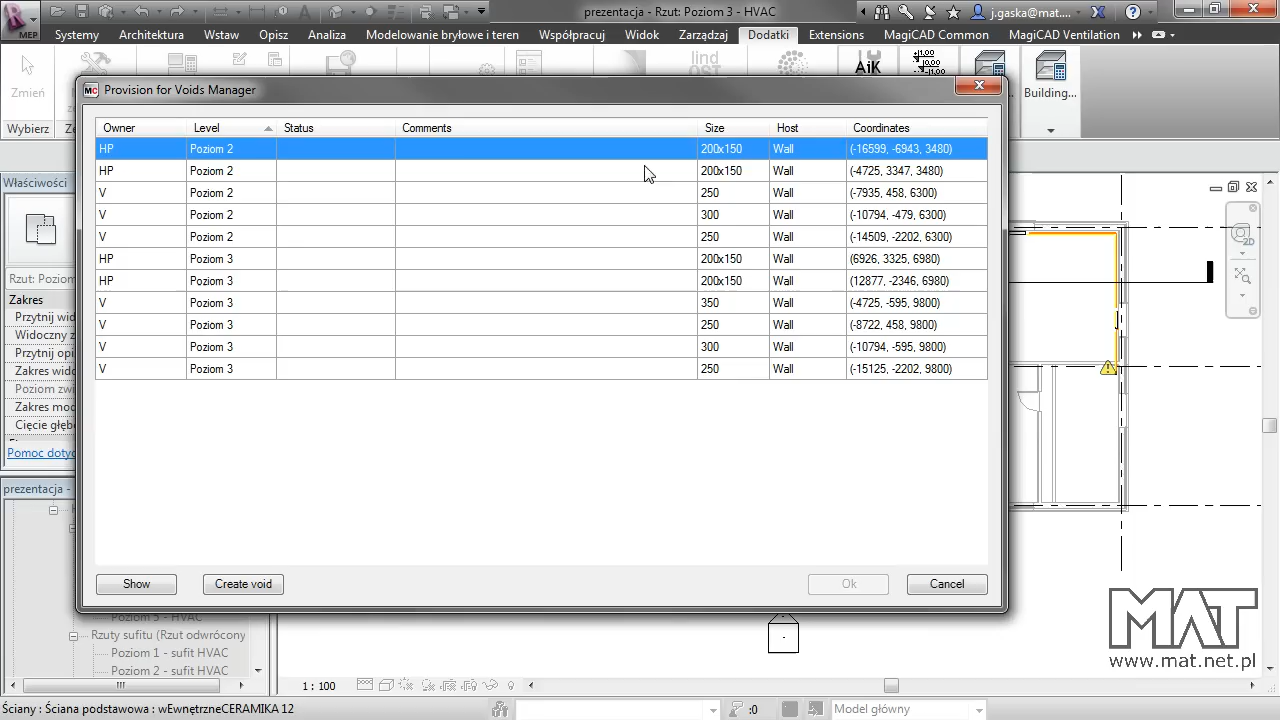 prezentacja - Rzut: Poziom 3 - HVAC
j.gaska@mat....
MEP
Systemy
Architektura
Wstaw
Opisz
Analiza
Modelowanie bryłowe i teren
Współpracuj
Widok
Zarządzaj
Dodatki
Extensions
MagiCAD Common
MagiCAD Ventilation
Zmień
Wybierz
lind
OST
AiK
Building...
Provision for Voids Manager
Owner Level Status Comments Size Host Coordinates
HP Poziom 2 200x150 Wall (-16599, -6943, 3480)
HP Poziom 2 200x150 Wall (-4725, 3347, 3480)
V Poziom 2 250 Wall (-7935, 458, 6300)
V Poziom 2 300 Wall (-10794, -479, 6300)
V Poziom 2 250 Wall (-14509, -2202, 6300)
HP Poziom 3 200x150 Wall (6926, 3325, 6980)
HP Poziom 3 200x150 Wall (12877, -2346, 6980)
V Poziom 3 350 Wall (-4725, -595, 9800)
V Poziom 3 250 Wall (-8722, 458, 9800)
V Poziom 3 300 Wall (-10794, -595, 9800)
V Poziom 3 250 Wall (-15125, -2202, 9800)
Show
Create void
Ok
Cancel
Właściwości
Rzut: Poziom
Zakres
Przytnij wid
Widoczny z
Przytnij opi
Zakres wido
Poziom zwi
Zakres mod
Cięcie głęb
Pomoc dotyc
prezentacja -
Poziom 5 - HVAC
Rzuty sufitu (Rzut odwrócony
Poziom 1 - sufit HVAC
Poziom 2 - sufit HVAC
1 : 100
Ściany : Ściana podstawowa : wEwnętrzneCERAMIKA 12
:0
Model główny
MAT
www.mat.net.pl